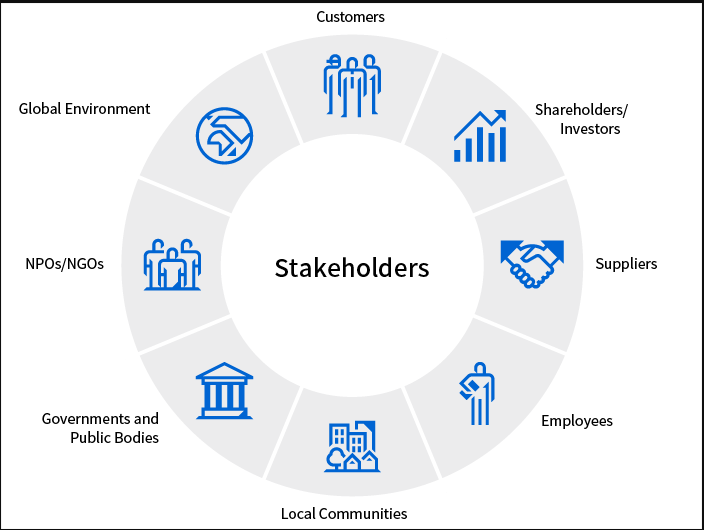 Customers
Global Environment
Shareholders/
Investors
NPOs/NGOs
Stakeholders
Suppliers
Governments and
Public Bodies
Employees
Local Communities